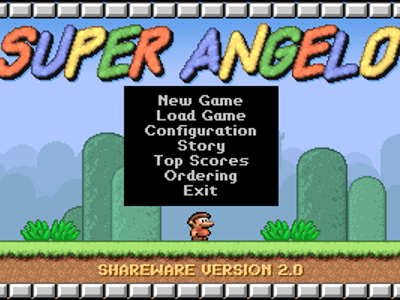 SUPER ANGELO
New Game
Load Game
Configuration
Story
Top Scores
Ordering
Exit
SHAREWARE VERSION 2.0